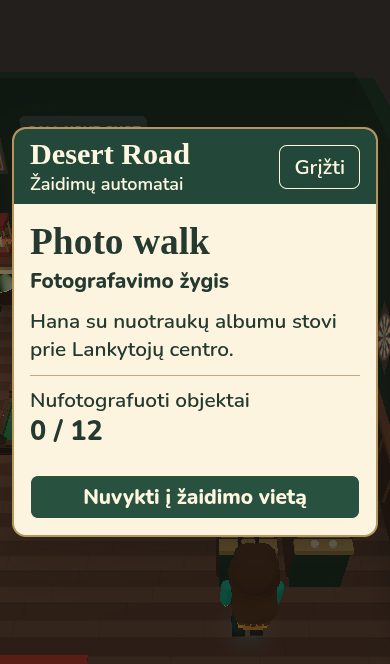 Desert Road
Žaidimų automatai
Grįžti
Photo walk
Fotografavimo žygis
Hana su nuotraukų albumu stovi
prie Lankytojų centro.
Nufotografuoti objektai
0 / 12
Nuvykti į žaidimo vietą